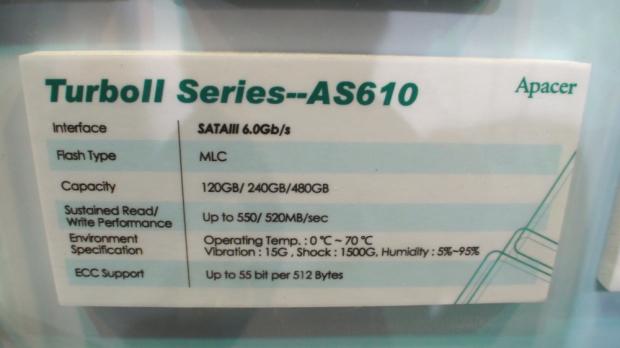 TurboII Series--AS610
Apacer
Interface SATAIII 6.0Gb/s
Flash Type MLC
Capacity 120GB/ 240GB/480GB
Sustained Read/
Write Performance Up to 550/ 520MB/sec
Environment
Specification Operating Temp. : 0 ℃ ~ 70 ℃
Vibration : 15G , Shock : 1500G, Humidity : 5%~95%
ECC Support Up to 55 bit per 512 Bytes